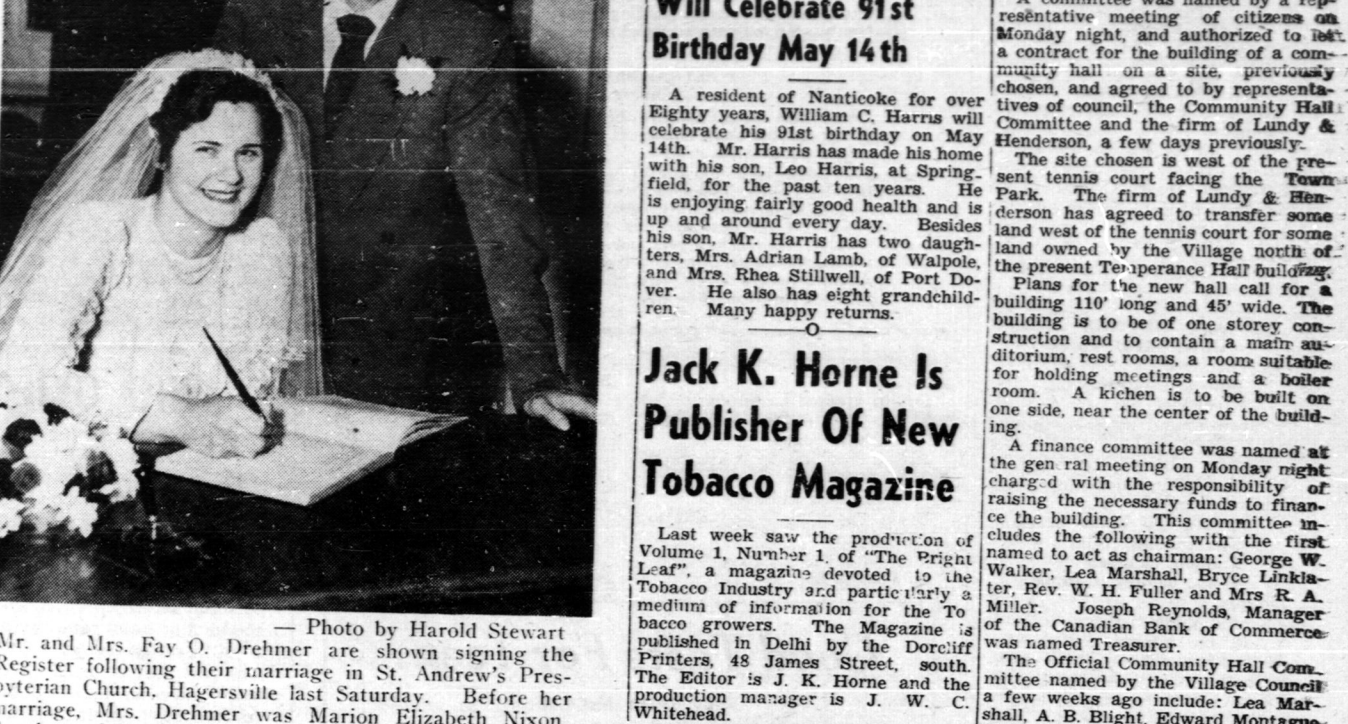 — Photo by Harold Stewart
Mr. and Mrs. Fay O. Drehmer are shown signing the
Register following their marriage in St. Andrew's Pres-
byterian Church, Hagersville last Saturday. Before her
marriage, Mrs. Drehmer was Marion Elizabeth Nixon,
Will Celebrate 91st
Birthday May 14th
A resident of Nanticoke for over
Eighty years, William C. Harris will
celebrate his 91st birthday on May
14th. Mr. Harris has made his home
with his son, Leo Harris, at Spring-
field, for the past ten years. He
is enjoying fairly good health and is
up and around every day. Besides
his son, Mr. Harris has two daugh-
ters, Mrs. Adrian Lamb, of Walpole,
and Mrs. Rhea Stillwell, of Port Do-
ver. He also has eight grandchild-
ren. Many happy returns.
O
Jack K. Horne Is
Publisher Of New
Tobacco Magazine
Last week saw the production of
Volume 1, Number 1, of "The Bright
Leaf", a magazine devoted to the
Tobacco Industry and particularly a
medium of information for the To
bacco growers. The Magazine is
published in Delhi by the Dorcliff
Printers, 48 James Street, south.
The Editor is J. K. Horne and the
production manager is J. W. C.
Whitehead.
A committee was named by a rep-
resentative meeting of citizens on
Monday night, and authorized to let
a contract for the building of a com-
munity hall on a site, previously
chosen, and agreed to by representa-
tives of council, the Community Hall
Committee and the firm of Lundy &
Henderson, a few days previously.
The site chosen is west of the pre-
sent tennis court facing the Town
Park. The firm of Lundy & Hen-
derson has agreed to transfer some
land west of the tennis court for some
land owned by the Village north of
the present Temperance Hall building.
Plans for the new hall call for a
building 110' long and 45' wide. The
building is to be of one storey con-
struction and to contain a main au-
ditorium, rest rooms, a room suitable
for holding meetings and a boiler
room. A kichen is to be built on
one side, near the center of the build-
ing.
A finance committee was named at
the gen ral meeting on Monday night
charged with the responsibility of
raising the necessary funds to finan-
ce the building. This committee in-
cludes the following with the first
named to act as chairman: George W.
Walker, Lea Marshall, Bryce Linkla-
ter, Rev. W. H. Fuller and Mrs R. A.
Miller. Joseph Reynolds, Manager
of the Canadian Bank of Commerce
was named Treasurer.
The Official Community Hall Com-
mittee named by the Village Council
a few weeks ago include: Lea Mar-
shall, A. B. Blight, Edward Montague